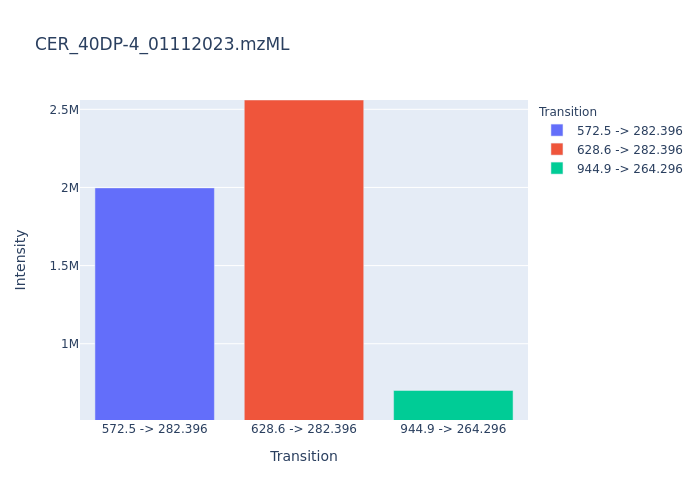 CER_40DP-4_01112023.mzML
2.5M
2M
1.5M
1M
Intensity
572.5 -> 282.396
628.6 -> 282.396
944.9 -> 264.296
Transition
Transition
572.5 -> 282.396
628.6 -> 282.396
944.9 -> 264.296